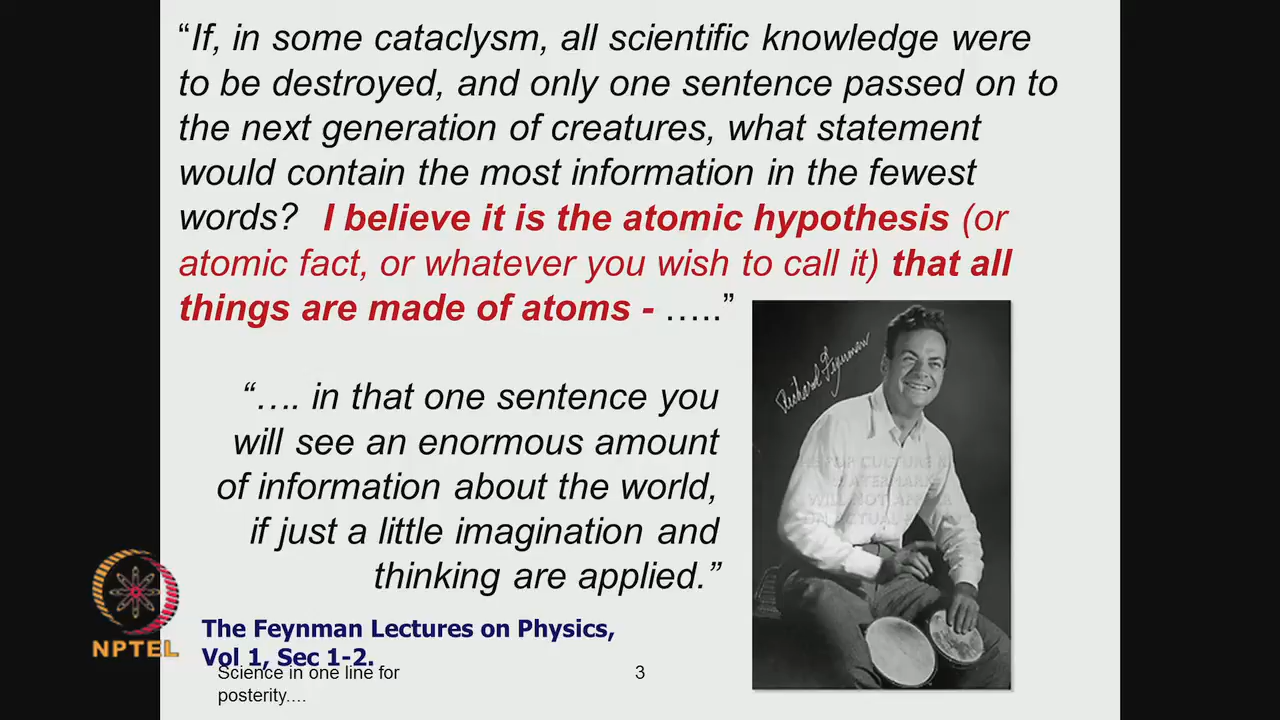 “If, in some cataclysm, all scientific knowledge were
to be destroyed, and only one sentence passed on to
the next generation of creatures, what statement
would contain the most information in the fewest
words?  I believe it is the atomic hypothesis (or
atomic fact, or whatever you wish to call it) that all
things are made of atoms - …..”
Richard Feynman
“…. in that one sentence you
will see an enormous amount
of information about the world,
if just a little imagination and
thinking are applied.”
The Feynman Lectures on Physics,
Vol 1, Sec 1-2.
Science in one line for
posterity....
3
NPTEL